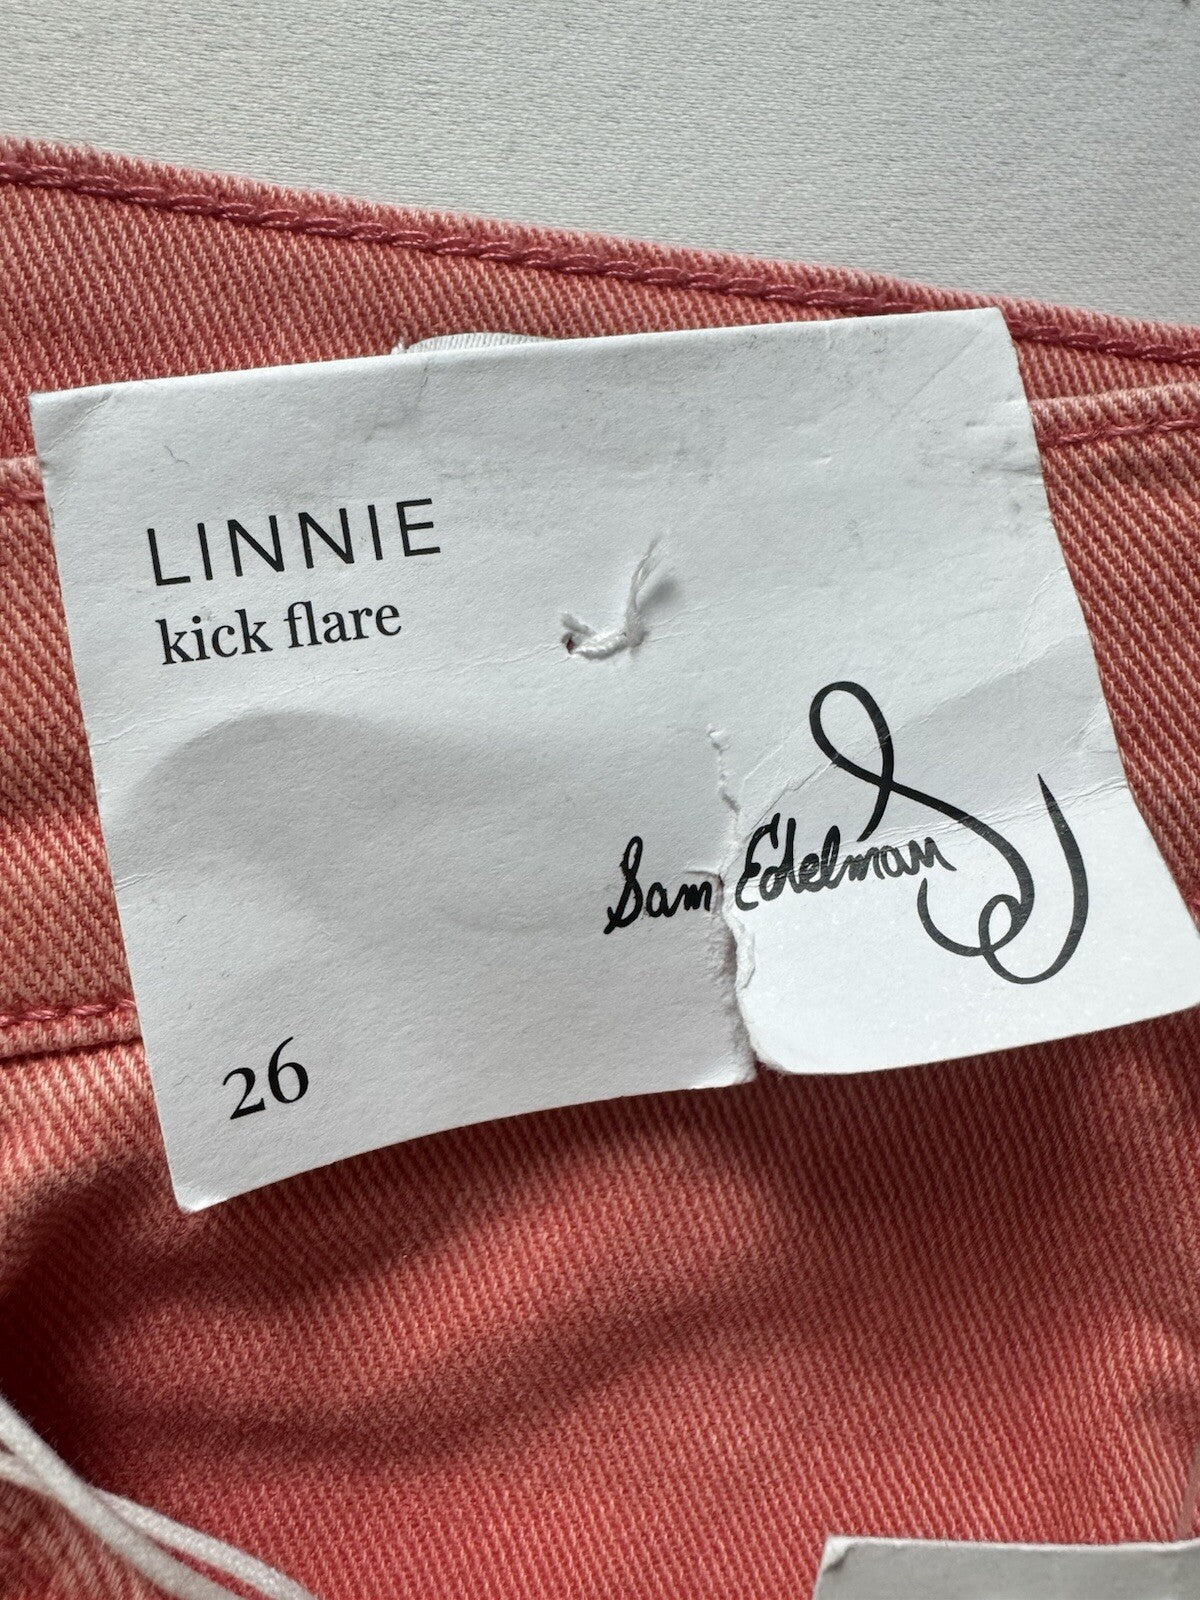 LINNIE
kick flare
Sam Edelman
26